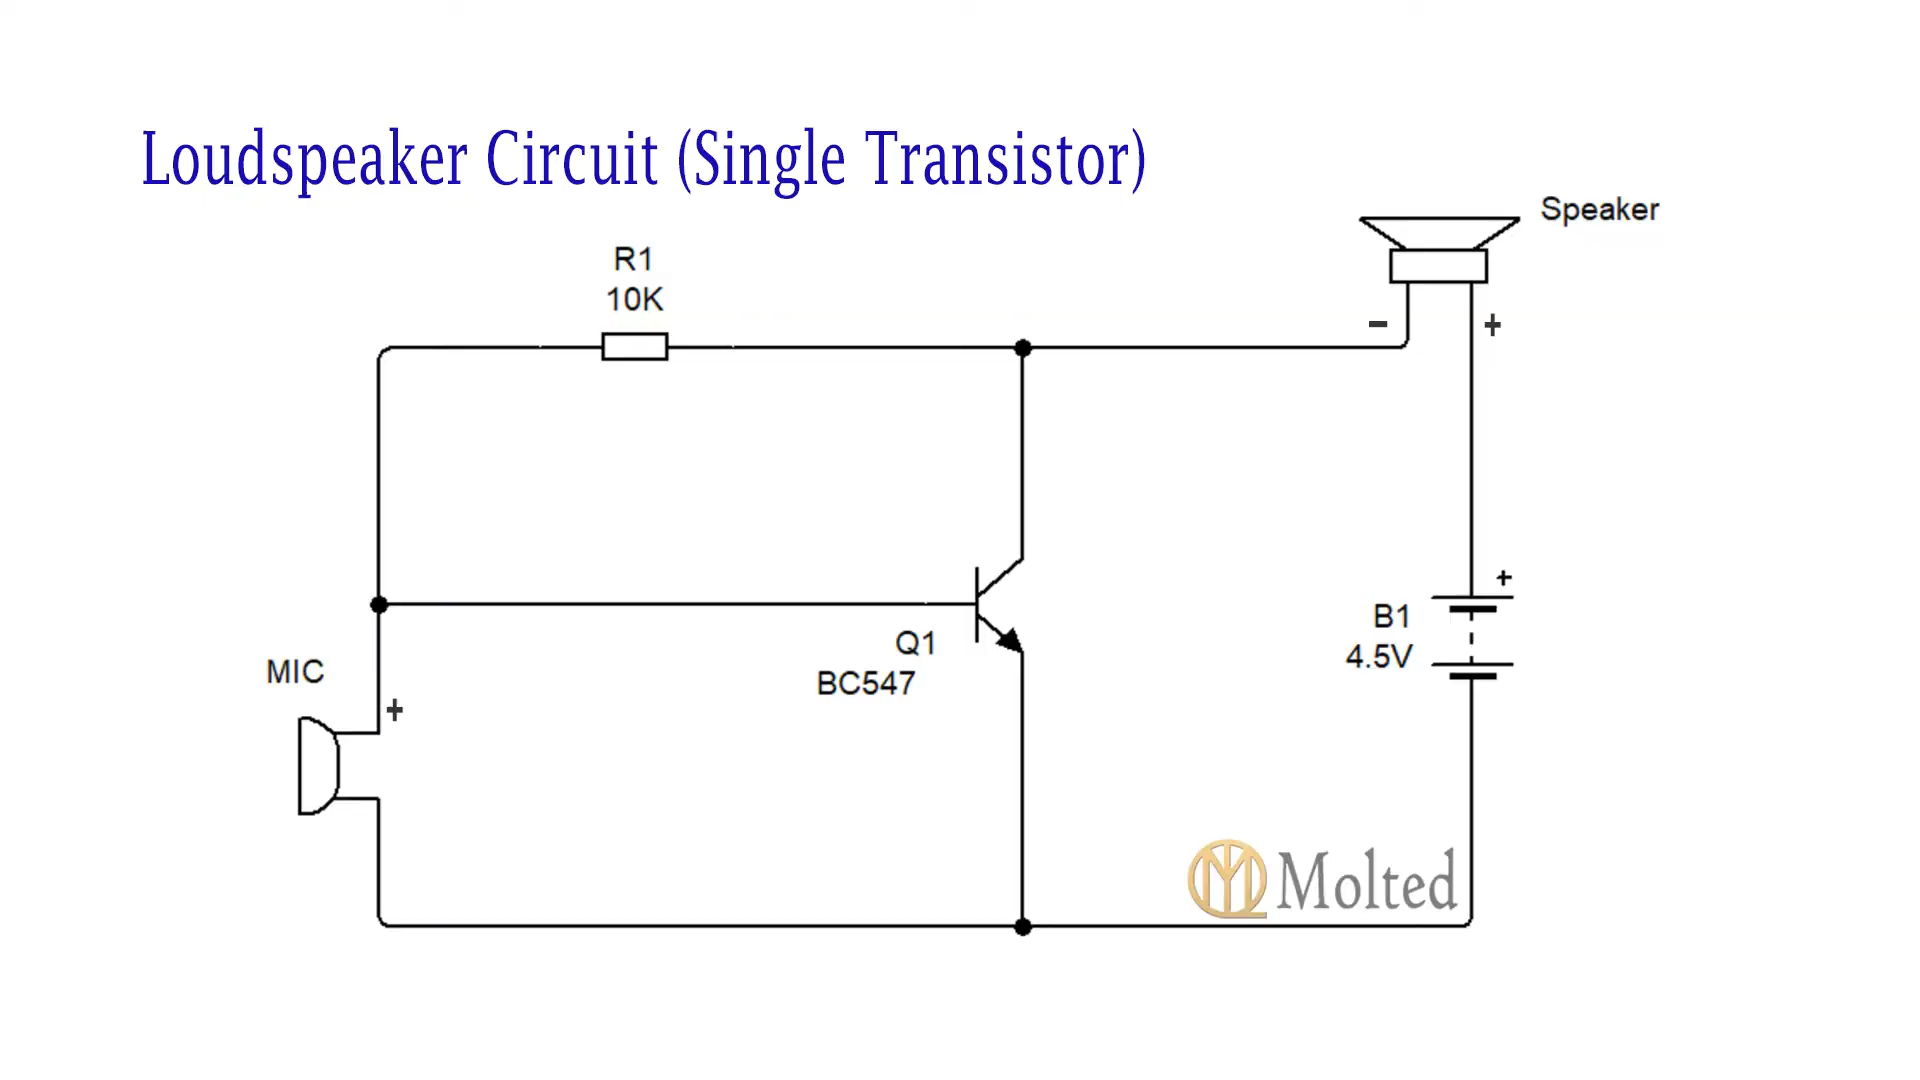 Loudspeaker Circuit (Single Transistor)
Speaker
R1
10K
−
+
+
B1
4.5V
Q1
BC547
MIC
+
Molted